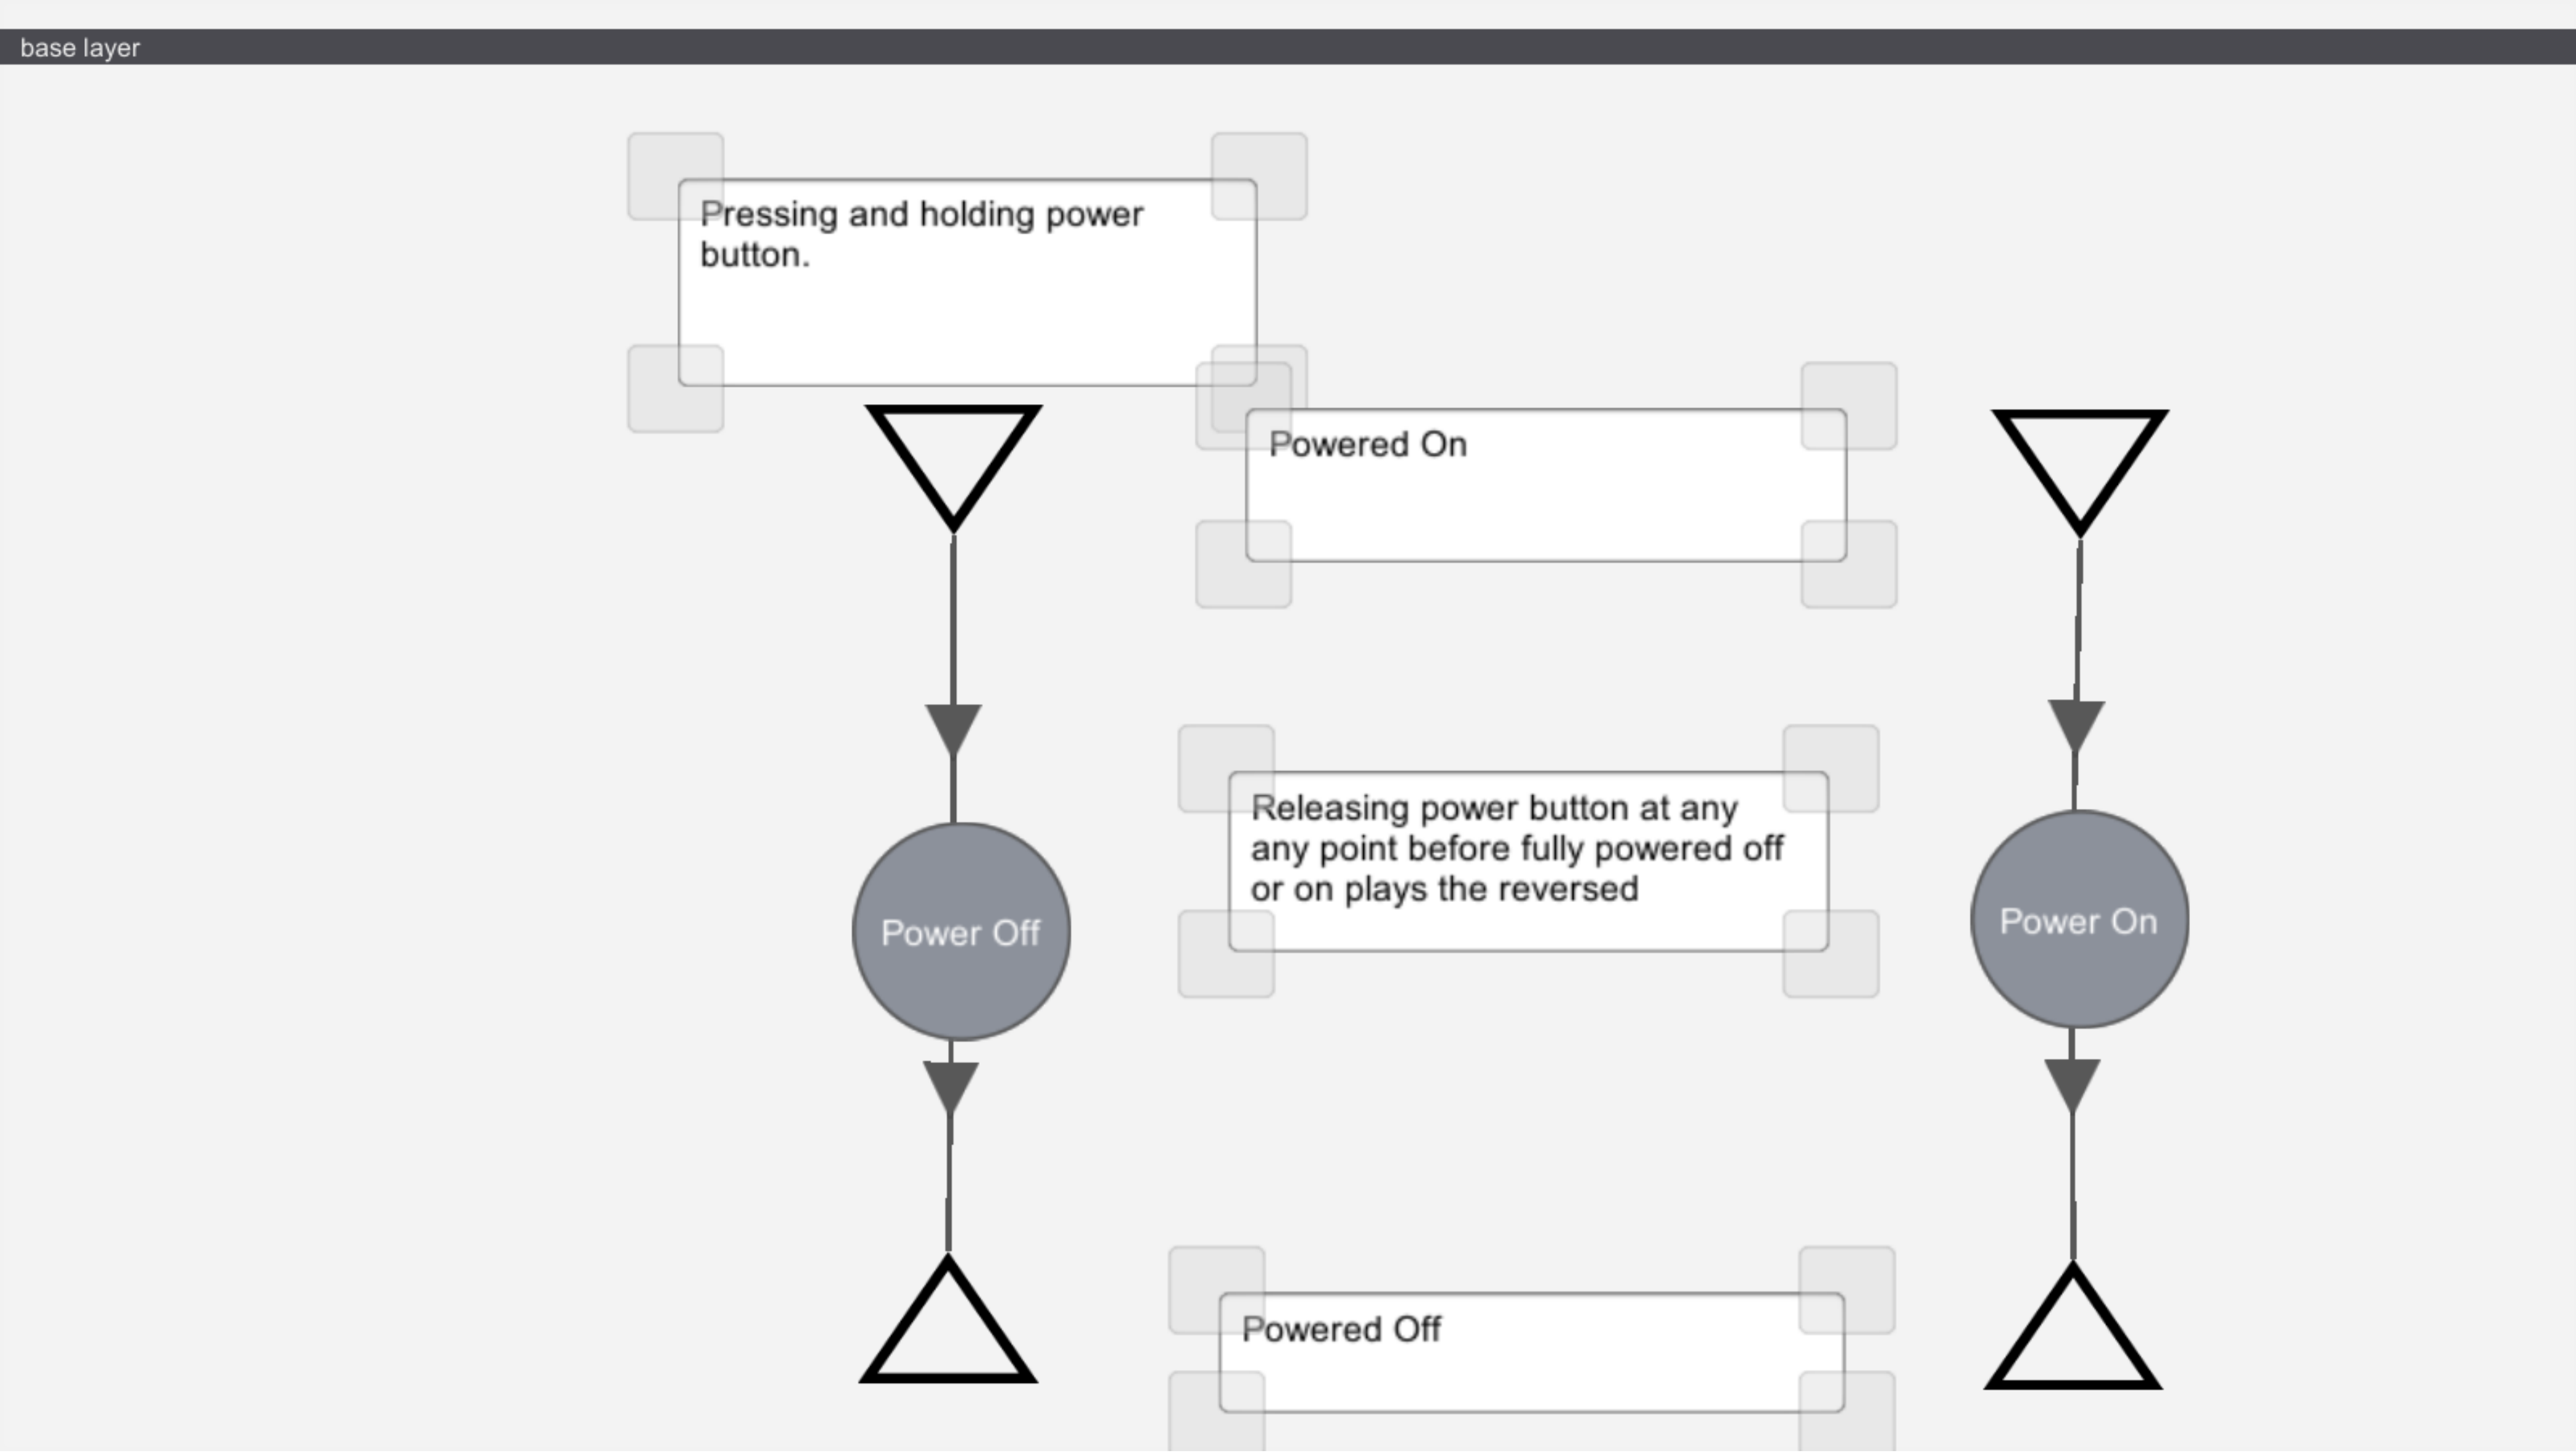 base layer
Pressing and holding power
button.
Powered On
Releasing power button at any
any point before fully powered off
or on plays the reversed
Power Off
Power On
Powered Off